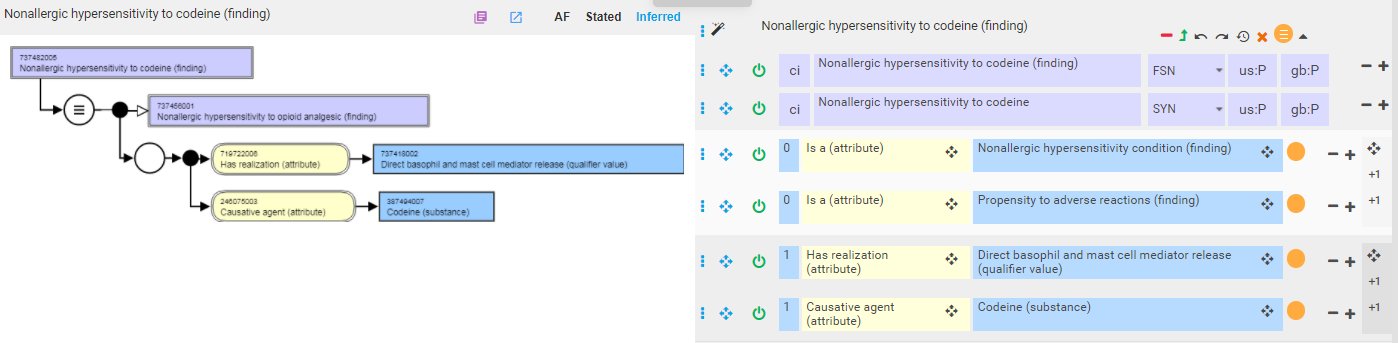 Nonallergic hypersensitivity to codeine (finding)
AF Stated Inferred
737482006
Nonallergic hypersensitivity to codeine (finding)
737456001
Nonallergic hypersensitivity to opioid analgesic (finding)
719722006
Has realization (attribute)
737418002
Direct basophil and mast cell mediator release (qualifier value)
246075003
Causative agent (attribute)
387494007
Codeine (substance)
Nonallergic hypersensitivity to codeine (finding)
ci Nonallergic hypersensitivity to codeine (finding) FSN us:P gb:P
ci Nonallergic hypersensitivity to codeine SYN us:P gb:P
0 Is a (attribute) Nonallergic hypersensitivity condition (finding)
+1
0 Is a (attribute) Propensity to adverse reactions (finding) +1
1 Has realization Direct basophil and mast cell mediator release
(attribute) (qualifier value)
+1
1 Causative agent Codeine (substance) +1
(attribute)